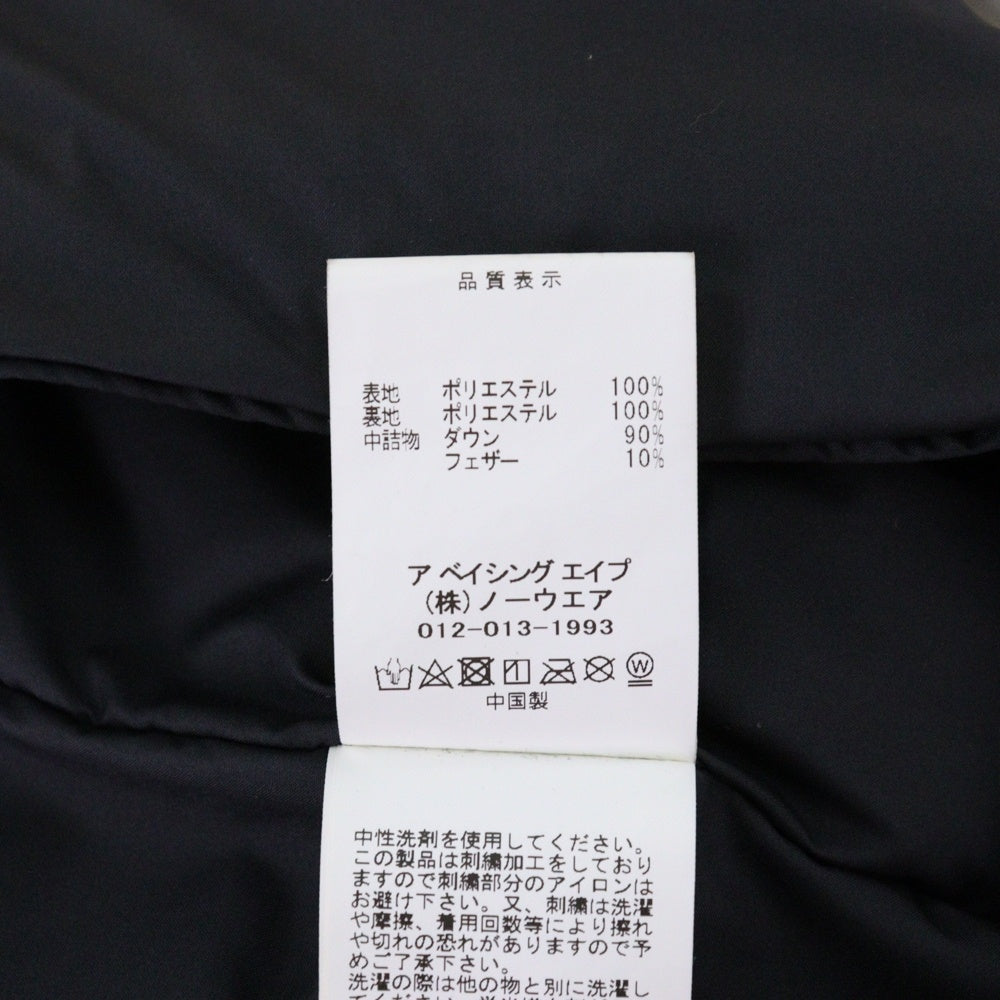 品質表示
表地 ポリエステル 100%
裏地 ポリエステル 100%
中詰物 ダウン 90%
フェザー 10%
ア ベイシング エイプ
(株)ノーウエア
012-013-1993
W
中国製
中性洗剤を使用してください。
この製品は刺繍加工をしており
ますので刺繍部分のアイロンは
お避け下さい。又、刺繍は洗濯
や摩擦、着用回数等により擦れ
や切れの恐れがありますので予
めご了承下さい。
洗濯の際は他の物と別に洗濯し